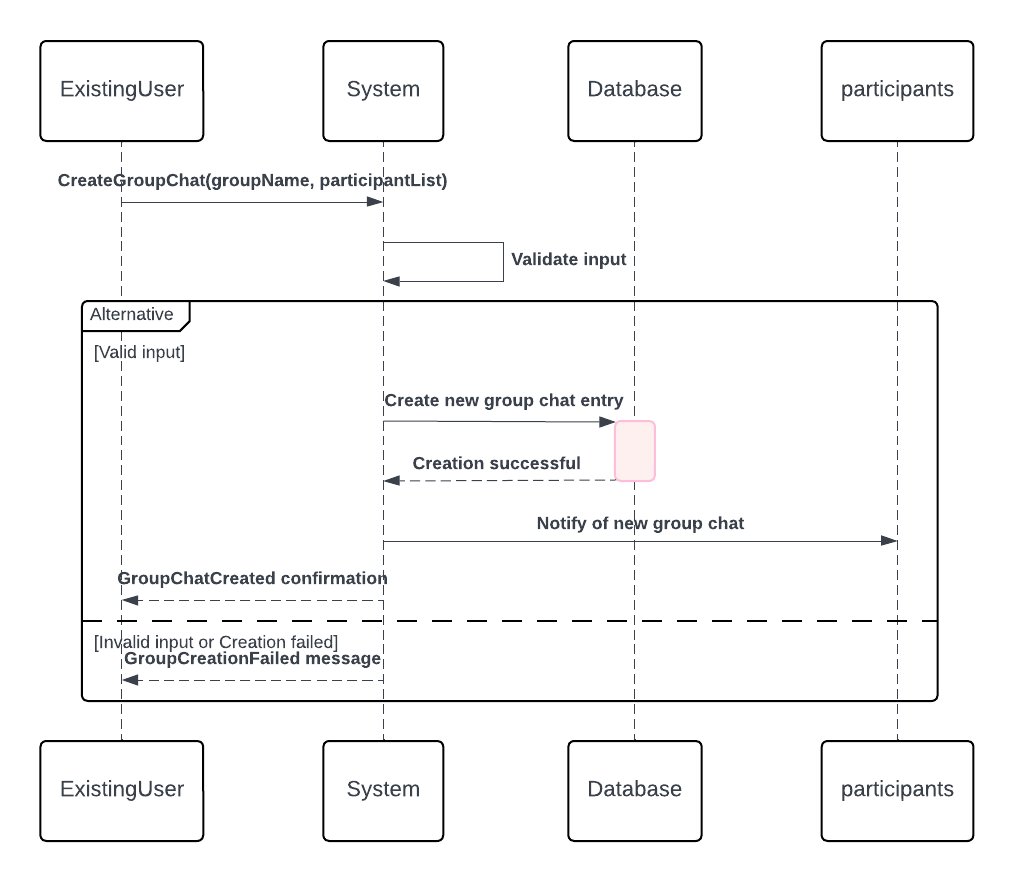 ExistingUser
System
Database
participants
CreateGroupChat(groupName, participantList)
Validate input
Alternative
[Valid input]
Create new group chat entry
Creation successful
Notify of new group chat
GroupChatCreated confirmation
[Invalid input or Creation failed]
GroupCreationFailed message
ExistingUser
System
Database
participants